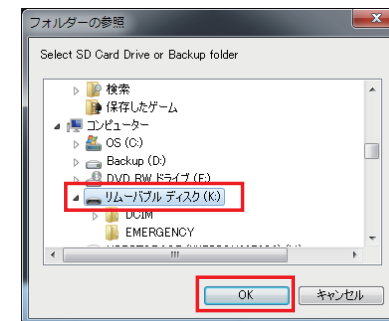 フォルダーの参照
Select SD Card Drive or Backup folder
検索
保存したゲーム
コンピューター
OS (C:)
Backup (D:)
DVD RW ドライブ (E:)
リムーバブル ディスク (K:)
DCIM
EMERGENCY
OK
キャンセル